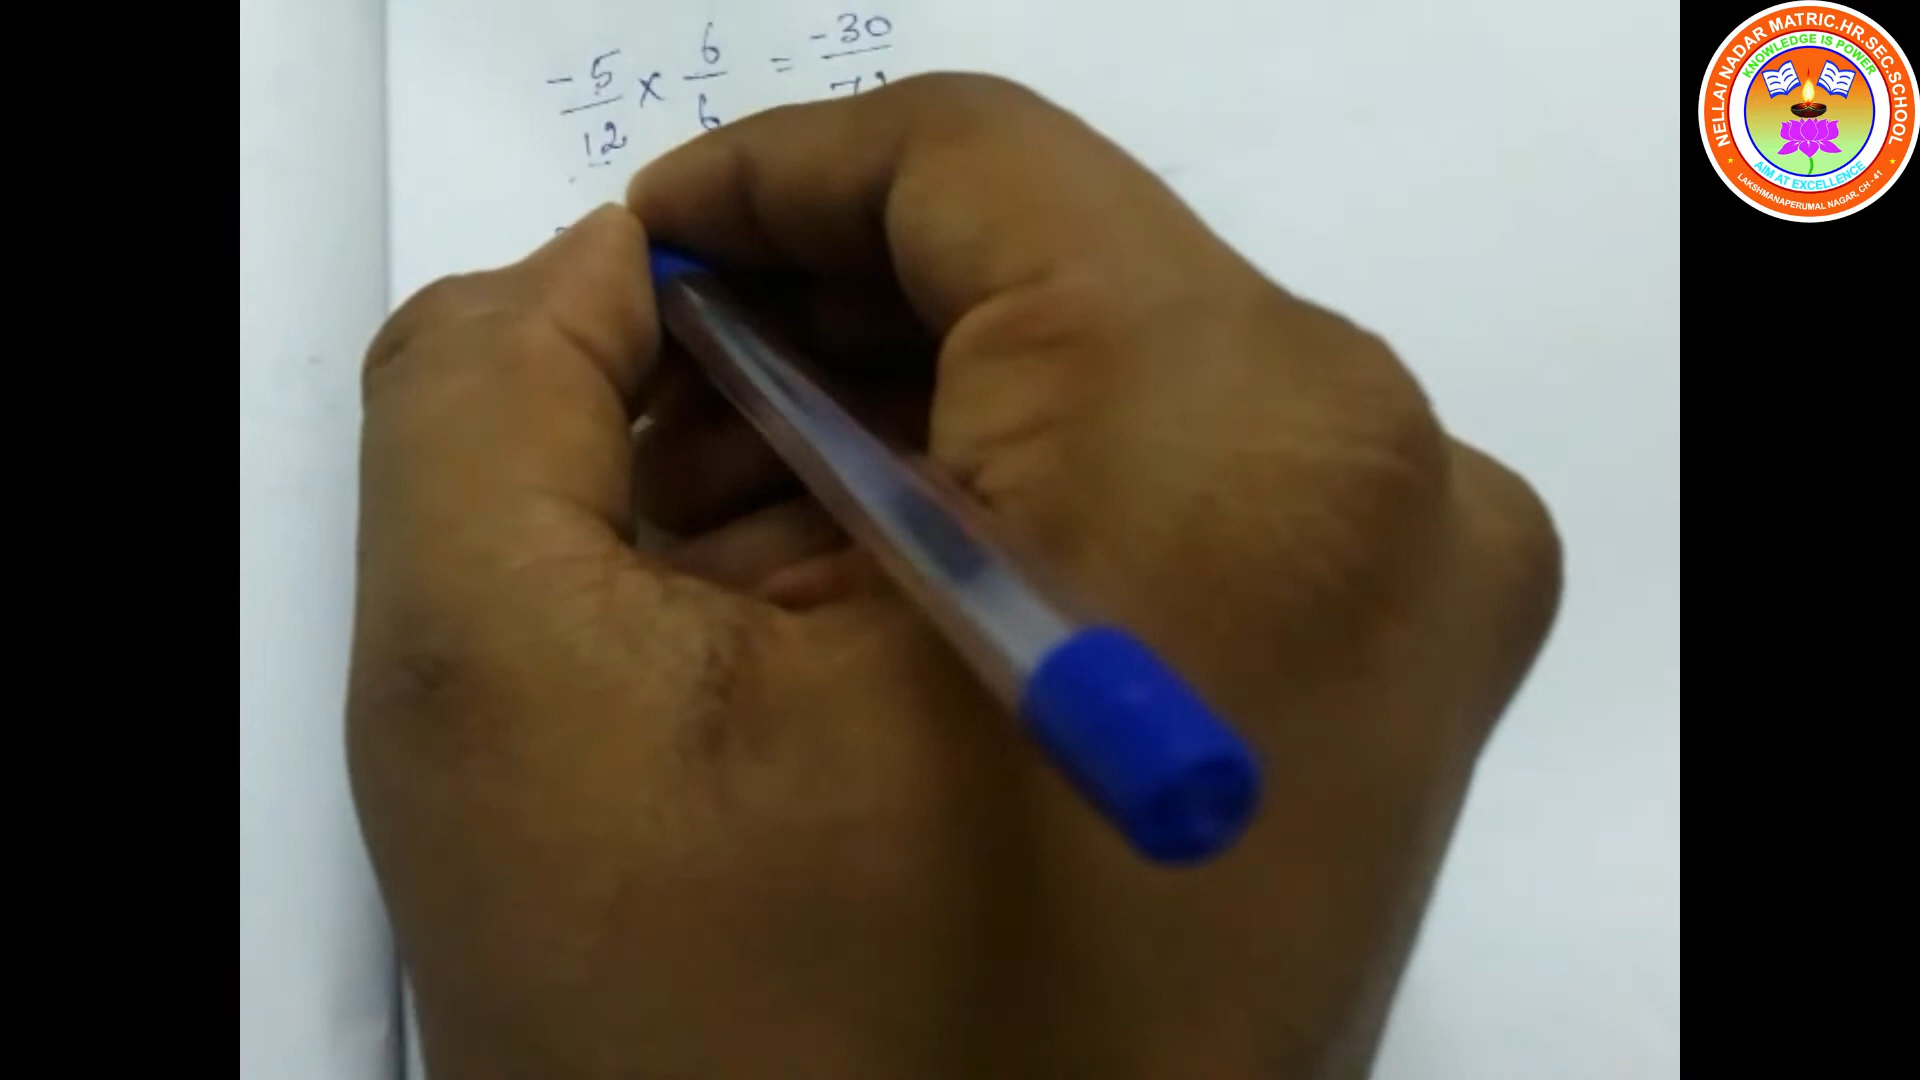 -5/12 × 6/6 = -30/72
NELLAI NADAR MATRIC.HR.SEC.SCHOOL
KNOWLEDGE IS POWER
AIM AT EXCELLENCE
LAKSHMANAPERUMAL NAGAR, CH - 41